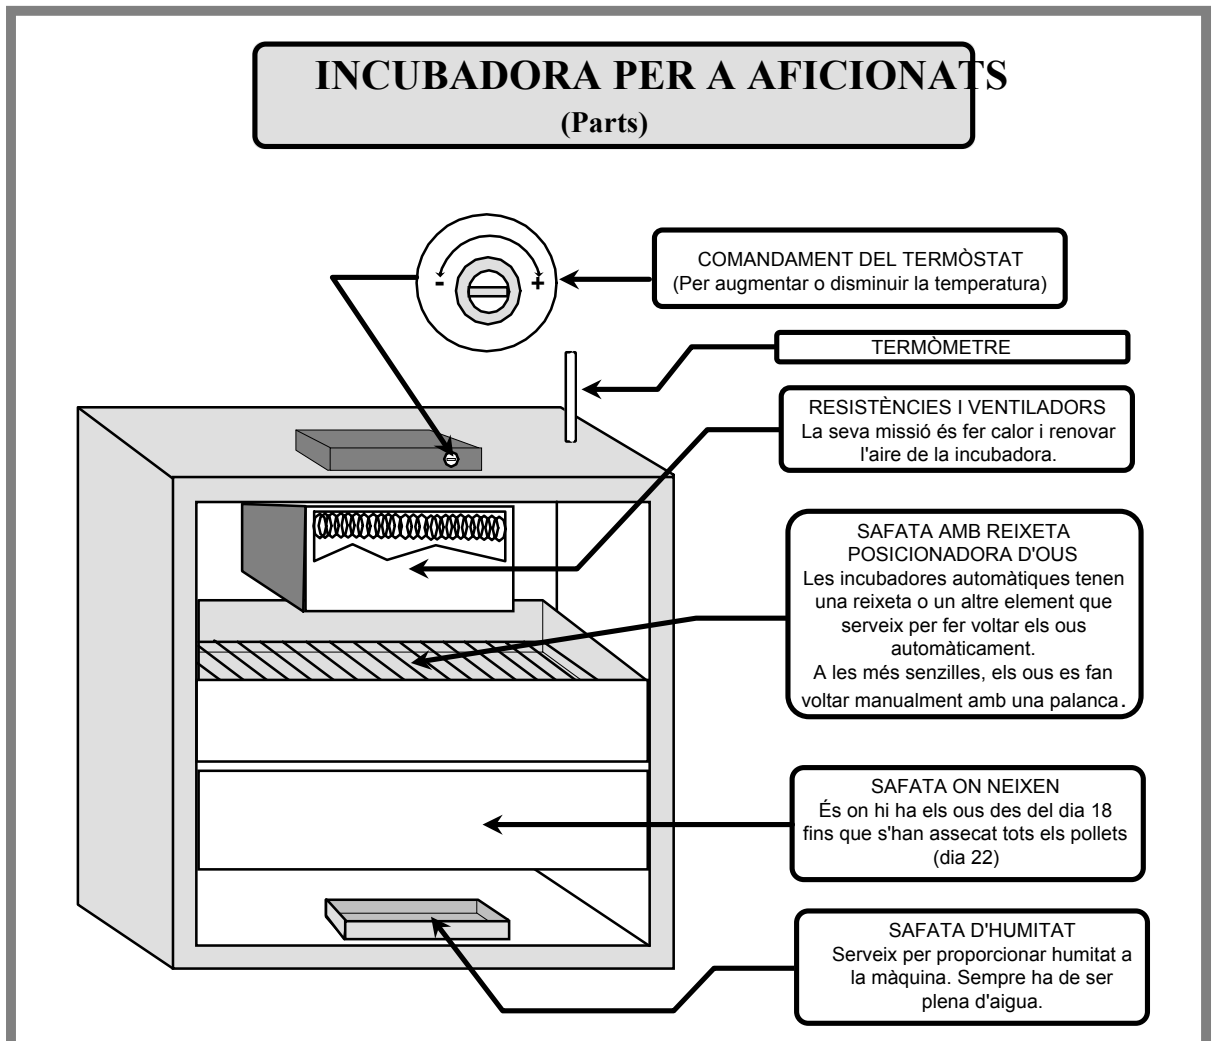 INCUBADORA PER A AFICIONATS
(Parts)
- +
COMANDAMENT DEL TERMÒSTAT
(Per augmentar o disminuir la temperatura)
TERMÒMETRE
RESISTÈNCIES I VENTILADORS
La seva missió és fer calor i renovar
l'aire de la incubadora.
SAFATA AMB REIXETA
POSICIONADORA D'OUS
Les incubadores automàtiques tenen
una reixeta o un altre element que
serveix per fer voltar els ous
automàticament.
A les més senzilles, els ous es fan
voltar manualment amb una palanca.
SAFATA ON NEIXEN
És on hi ha els ous des del dia 18
fins que s'han assecat tots els pollets
(dia 22)
SAFATA D'HUMITAT
Serveix per proporcionar humitat a
la màquina. Sempre ha de ser
plena d'aigua.